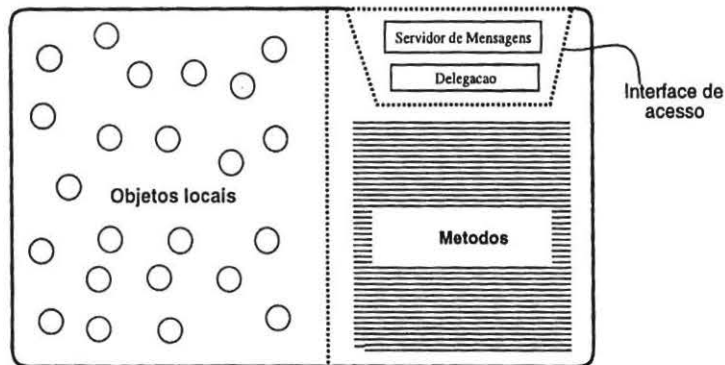 Servidor de Mensagens
Delegacao
Interface de
acesso
Objetos locais
Metodos